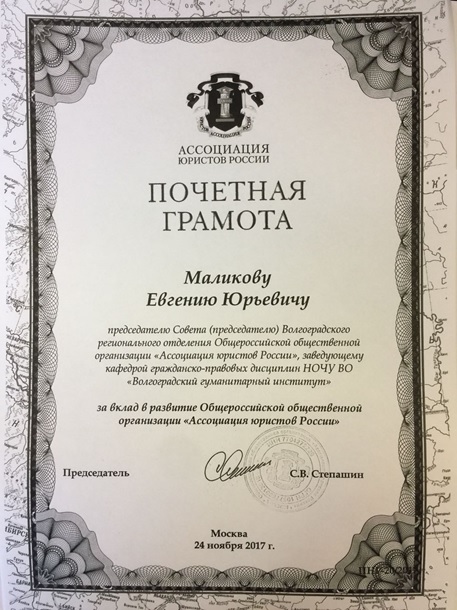 АССОЦИАЦИЯ
ЮРИСТОВ РОССИИ
ПОЧЕТНАЯ
ГРАМОТА
Маликову
Евгению Юрьевичу
председателю Совета (председателю) Волгоградского
регионального отделения Общероссийской общественной
организации «Ассоциация юристов России», заведующему
кафедрой гражданско-правовых дисциплин НОЧУ ВО
«Волгоградский гуманитарный институт»
за вклад в развитие Общероссийской общественной
организации «Ассоциация юристов России»
Председатель
С.В. Степашин
Москва
24 ноября 2017 г.